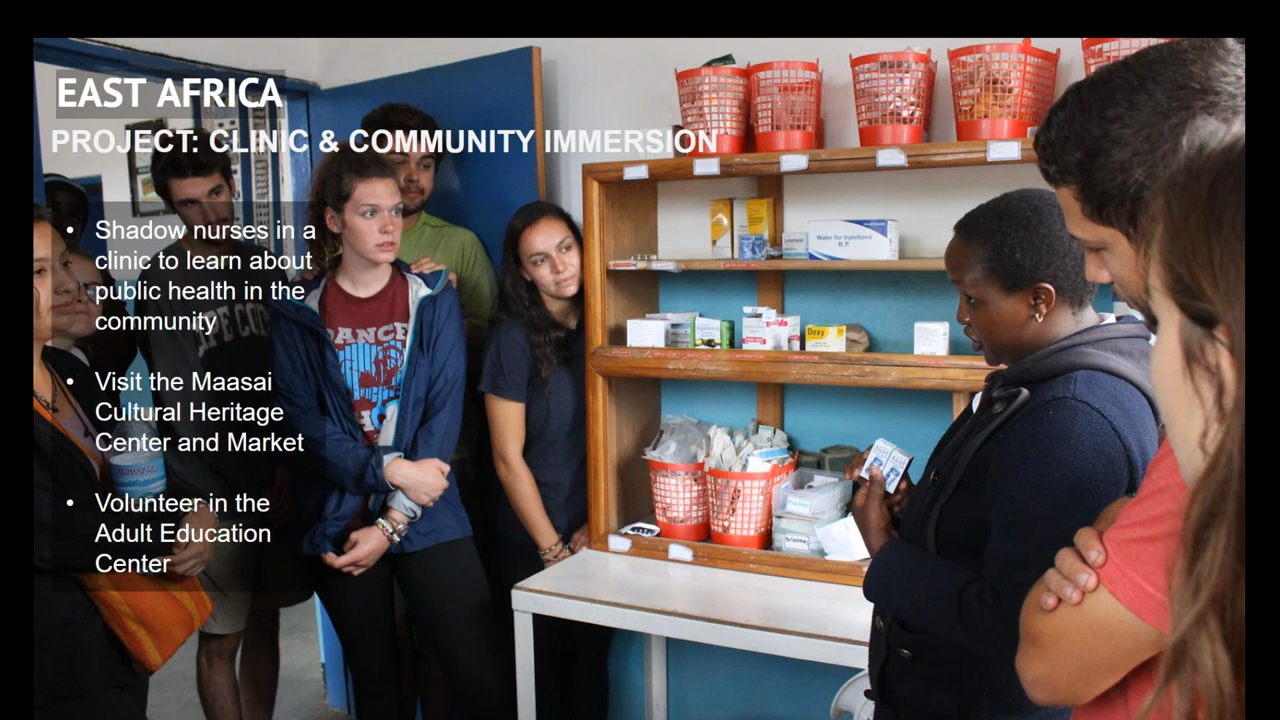 EAST AFRICA
PROJECT: CLINIC & COMMUNITY IMMERSION
• Shadow nurses in a
clinic to learn about
public health in the
community
• Visit the Maasai
Cultural Heritage
Center and Market
• Volunteer in the
Adult Education
Center
Water for Injections
B.P.
Doxy
DANCE